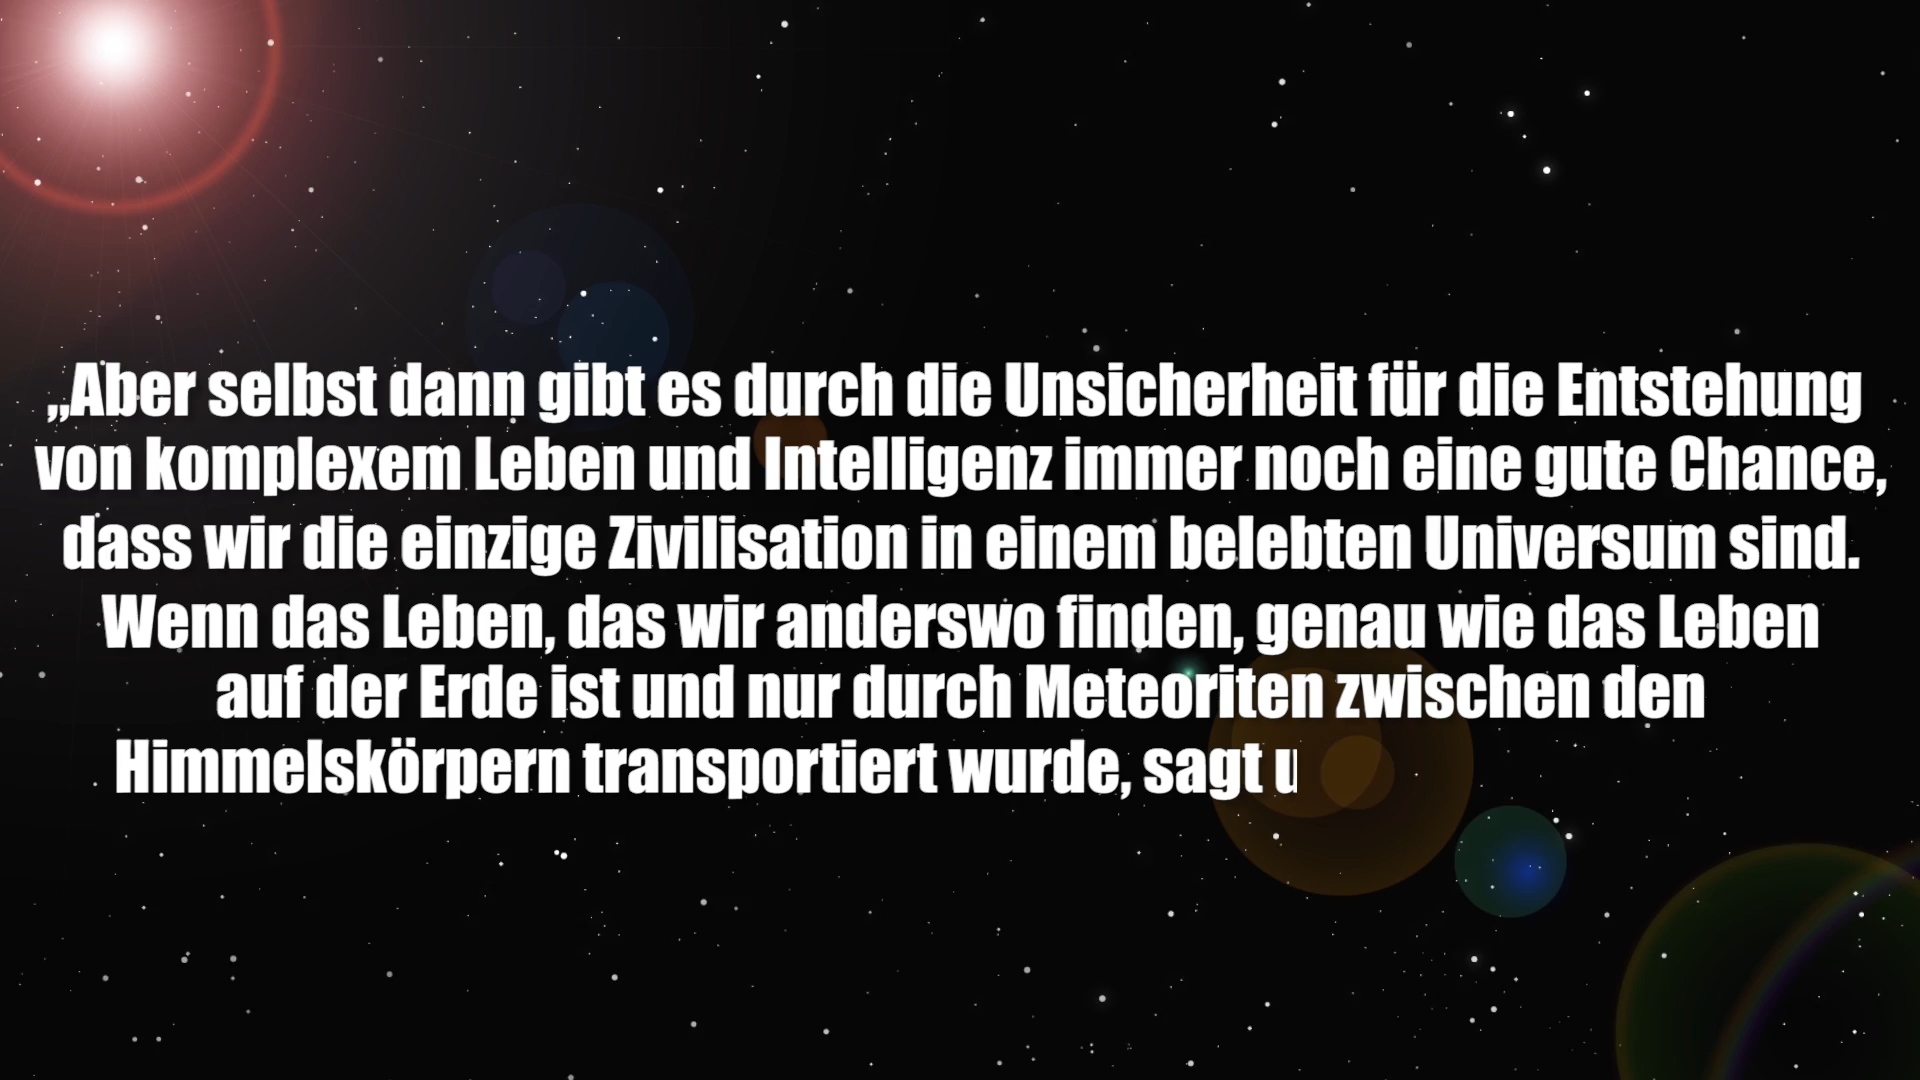 „Aber selbst dann gibt es durch die Unsicherheit für die Entstehung
von komplexem Leben und Intelligenz immer noch eine gute Chance,
dass wir die einzige Zivilisation in einem belebten Universum sind.
Wenn das Leben, das wir anderswo finden, genau wie das Leben
auf der Erde ist und nur durch Meteoriten zwischen den
Himmelskörpern transportiert wurde, sagt